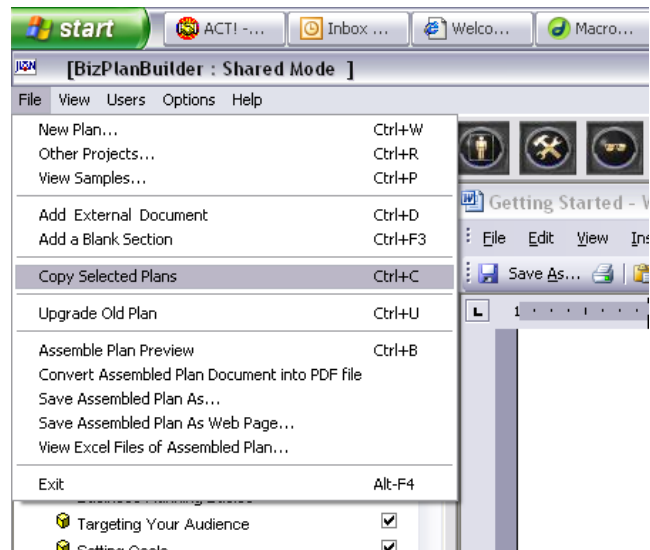 start ACT! -... Inbox ... Welco... Macro...
[BizPlanBuilder : Shared Mode ]
File View Users Options Help
New Plan... Ctrl+W
Other Projects... Ctrl+R
View Samples... Ctrl+P
Getting Started - W
Add External Document Ctrl+D
Add a Blank Section Ctrl+F3
File Edit View Ins
Copy Selected Plans Ctrl+C
Save As...
Upgrade Old Plan Ctrl+U
L 1
Assemble Plan Preview Ctrl+B
Convert Assembled Plan Document into PDF file
Save Assembled Plan As...
Save Assembled Plan As Web Page...
View Excel Files of Assembled Plan...
Exit Alt-F4
Targeting Your Audience